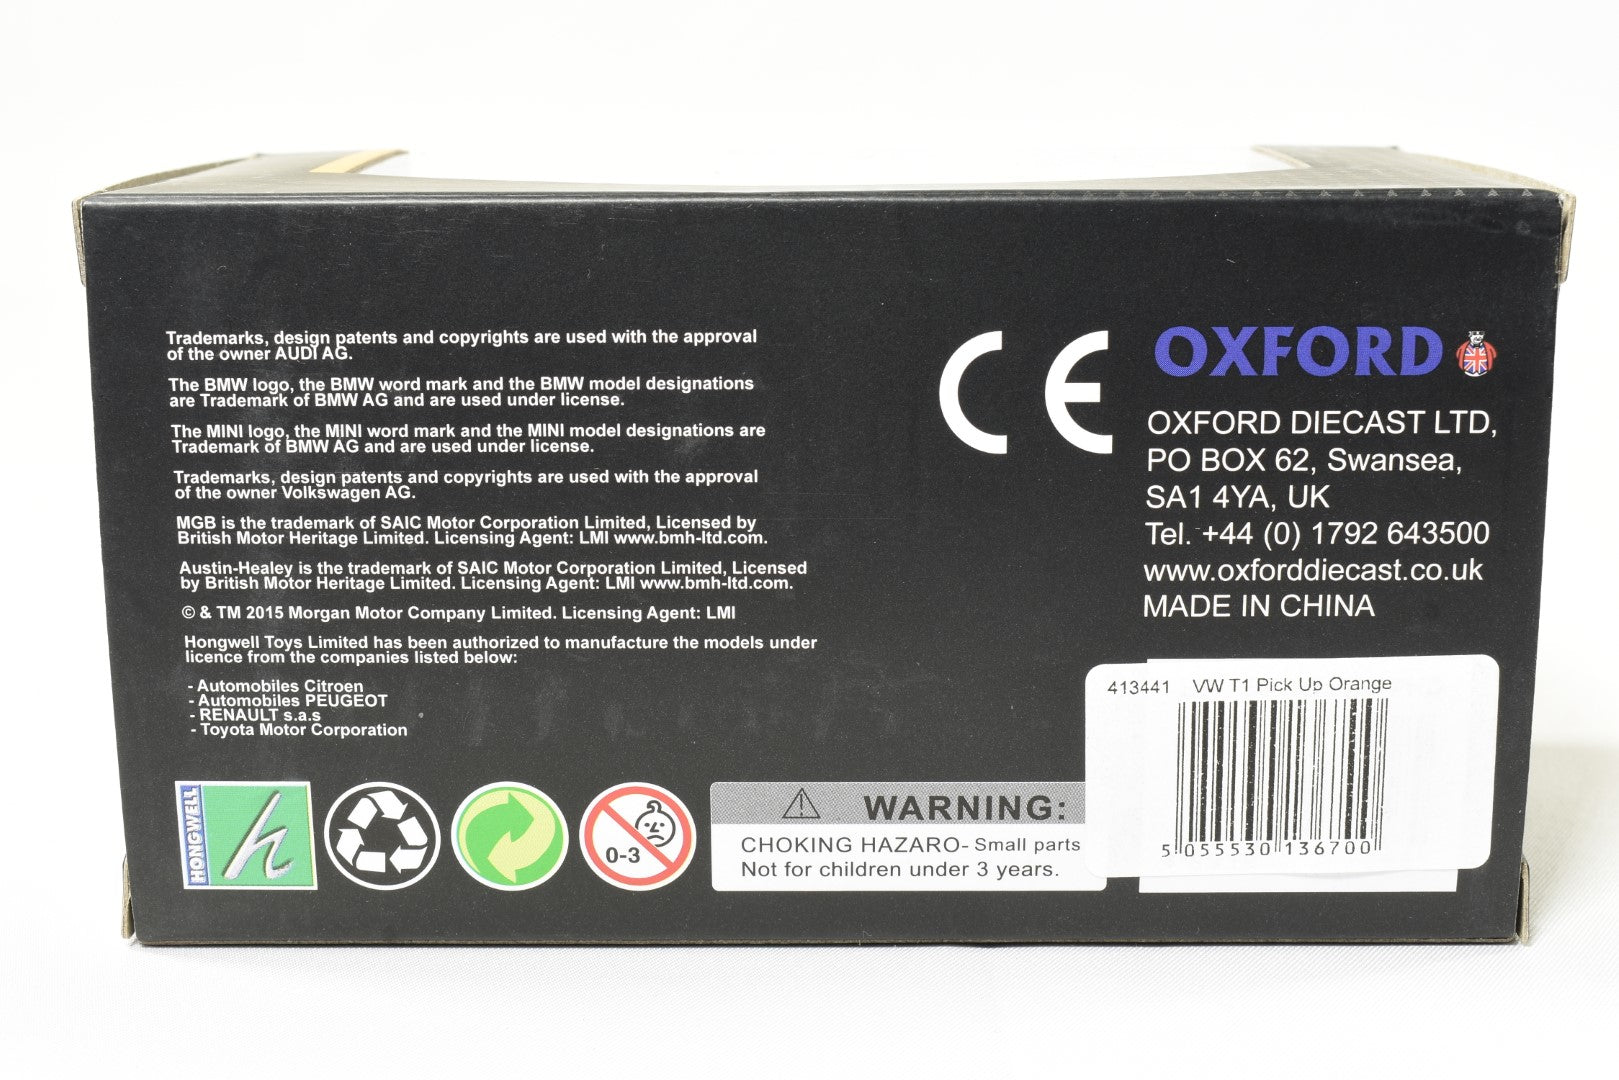 Trademarks, design patents and copyrights are used with the approval
of the owner AUDI AG.
The BMW logo, the BMW word mark and the BMW model designations
are Trademark of BMW AG and are used under license.
The MINI logo, the MINI word mark and the MINI model designations are
Trademark of BMW AG and are used under license.
Trademarks, design patents and copyrights are used with the approval
of the owner Volkswagen AG.
MGB is the trademark of SAIC Motor Corporation Limited, Licensed by
British Motor Heritage Limited. Licensing Agent: LMI www.bmh-ltd.com.
Austin-Healey is the trademark of SAIC Motor Corporation Limited, Licensed
by British Motor Heritage Limited. Licensing Agent: LMI www.bmh-ltd.com.
© & TM 2015 Morgan Motor Company Limited. Licensing Agent: LMI
Hongwell Toys Limited has been authorized to manufacture the models under
licence from the companies listed below:
- Automobiles Citroen
- Automobiles PEUGEOT
- RENAULT s.a.s
- Toyota Motor Corporation
HONGWELL h
0-3
WARNING:
CHOKING HAZARO- Small parts
Not for children under 3 years.
CE
OXFORD
OXFORD DIECAST LTD,
PO BOX 62, Swansea,
SA1 4YA, UK
Tel. +44 (0) 1792 643500
www.oxforddiecast.co.uk
MADE IN CHINA
413441 VW T1 Pick Up Orange
5 055530 136700